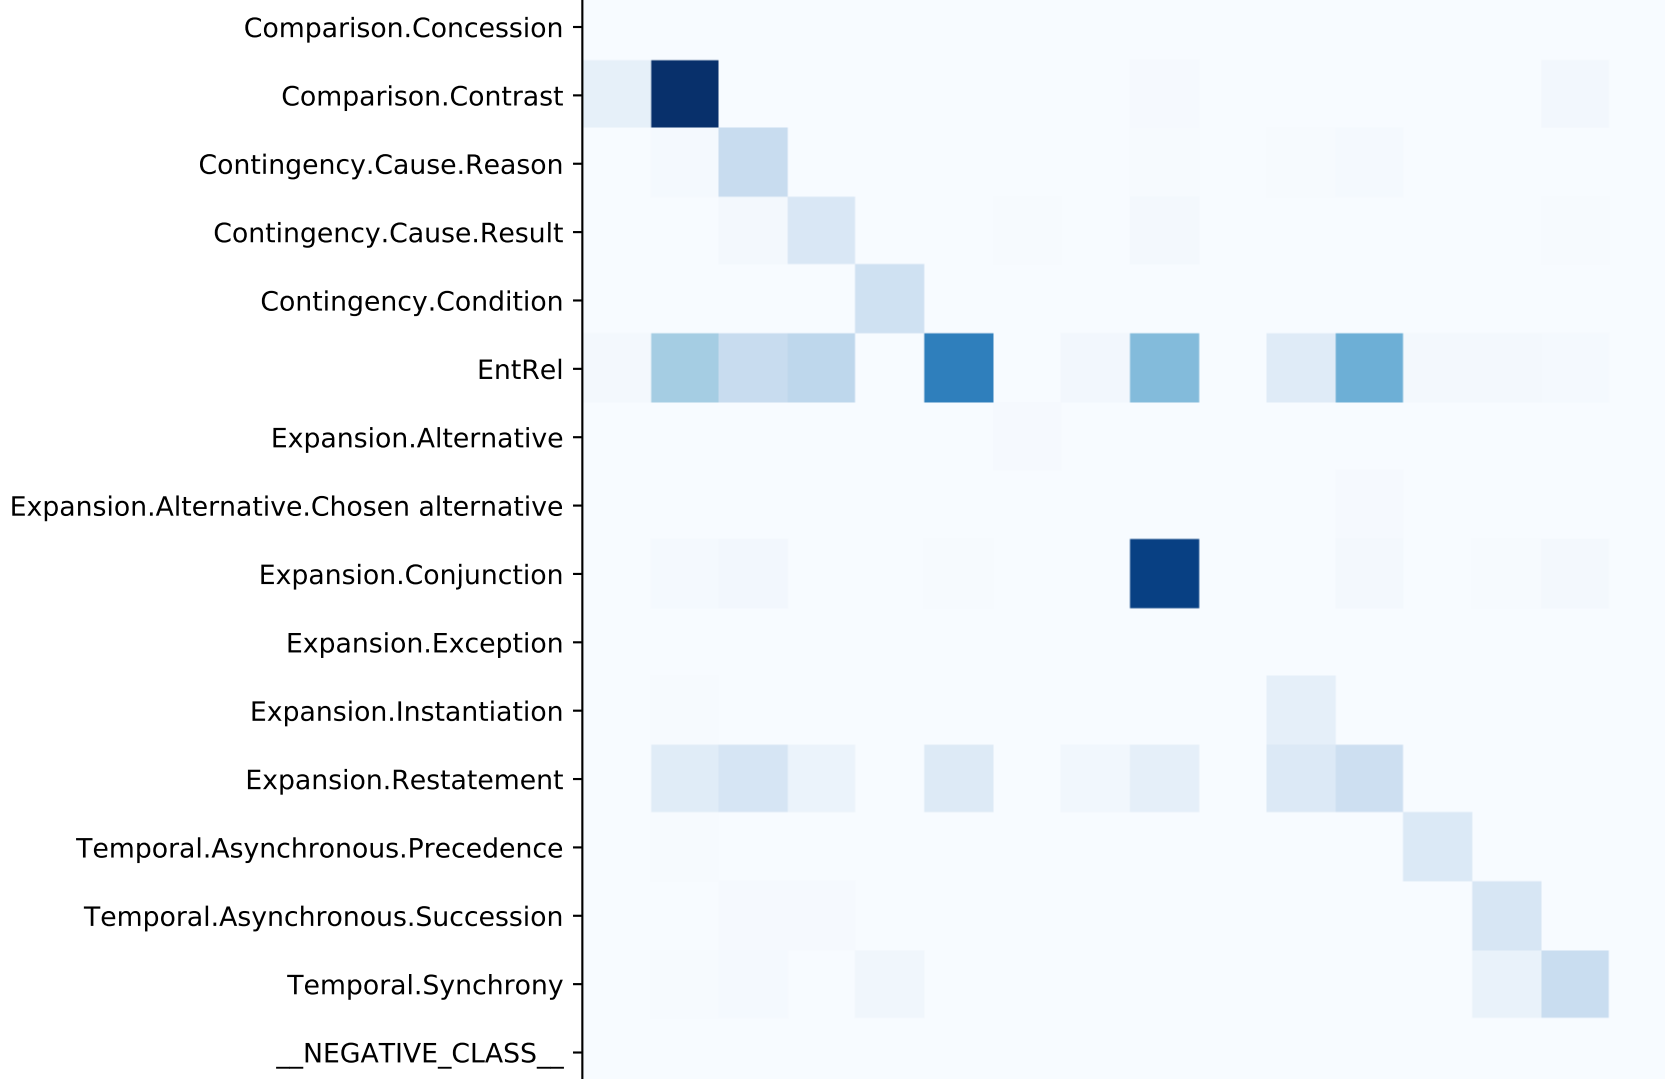 Comparison.Concession
Comparison.Contrast
Contingency.Cause.Reason
Contingency.Cause.Result
Contingency.Condition
EntRel
Expansion.Alternative
Expansion.Alternative.Chosen alternative
Expansion.Conjunction
Expansion.Exception
Expansion.Instantiation
Expansion.Restatement
Temporal.Asynchronous.Precedence
Temporal.Asynchronous.Succession
Temporal.Synchrony
__NEGATIVE_CLASS__